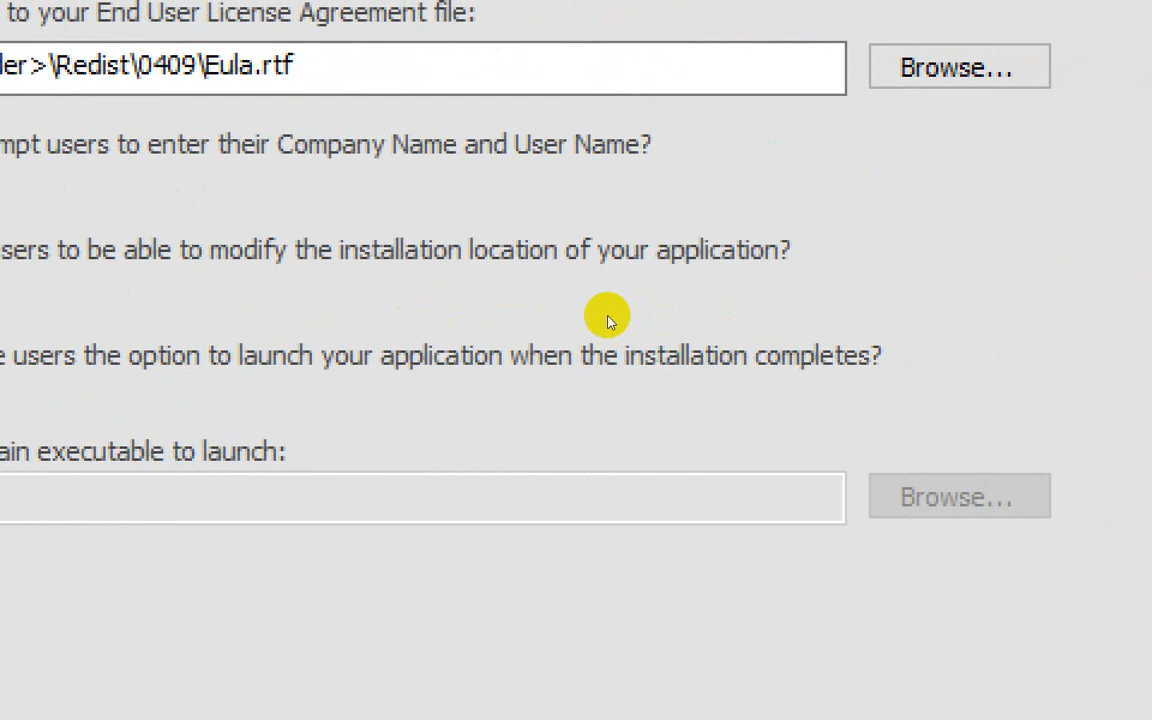 to your End User License Agreement file:
ler>\Redist\0409\Eula.rtf
Browse...
mpt users to enter their Company Name and User Name?
sers to be able to modify the installation location of your application?
e users the option to launch your application when the installation completes?
ain executable to launch:
Browse...